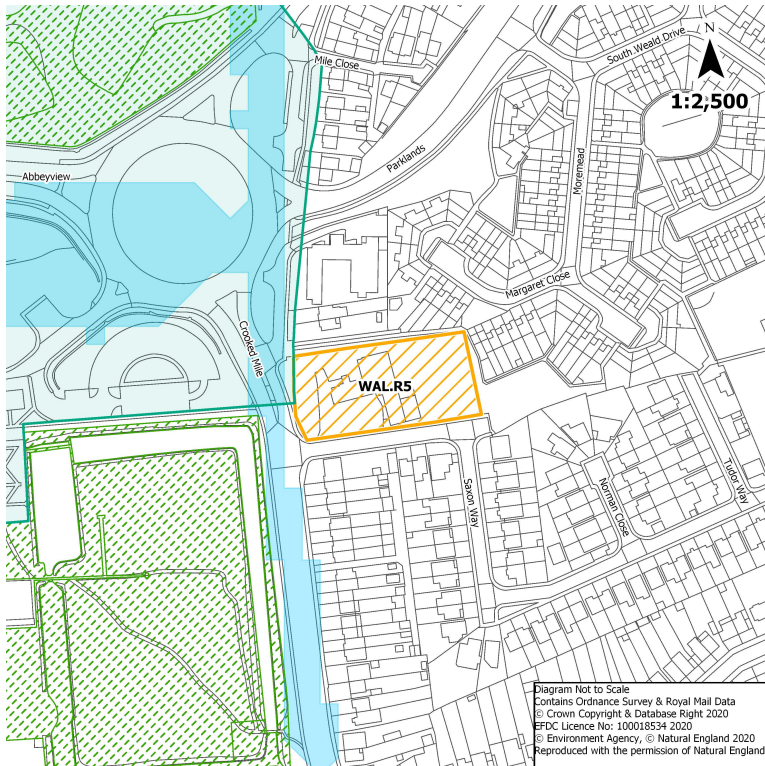 South Weald Drive
N
Mile Close
1:2,500
Parklands
Moremead
Abbeyview
Margaret Close
Crooked Mile
WAL.R5
Saxon Way
Norman Close
Tudor Way
Diagram Not to Scale
Contains Ordnance Survey & Royal Mail Data
© Crown Copyright & Database Right 2020
EFDC Licence No: 100018534 2020
© Environment Agency, © Natural England 2020
Reproduced with the permission of Natural England